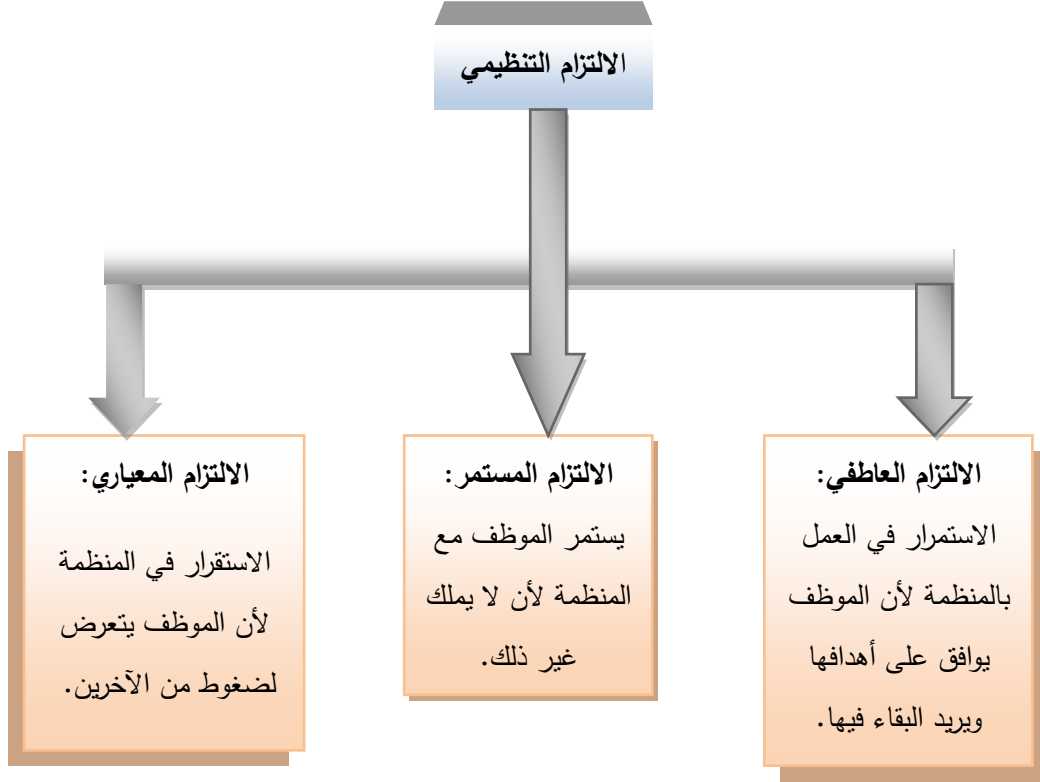 الالتزام التنظيمي
الالتزام العاطفي:
الاستمرار في العمل
بالمنظمة لأن الموظف
يوافق على أهدافها
ويريد البقاء فيها.
الالتزام المستمر:
يستمر الموظف مع
المنظمة لأن لا يملك
غير ذلك.
الالتزام المعياري:
الاستقرار في المنظمة
لأن الموظف يتعرض
لضغوط من الآخرين.